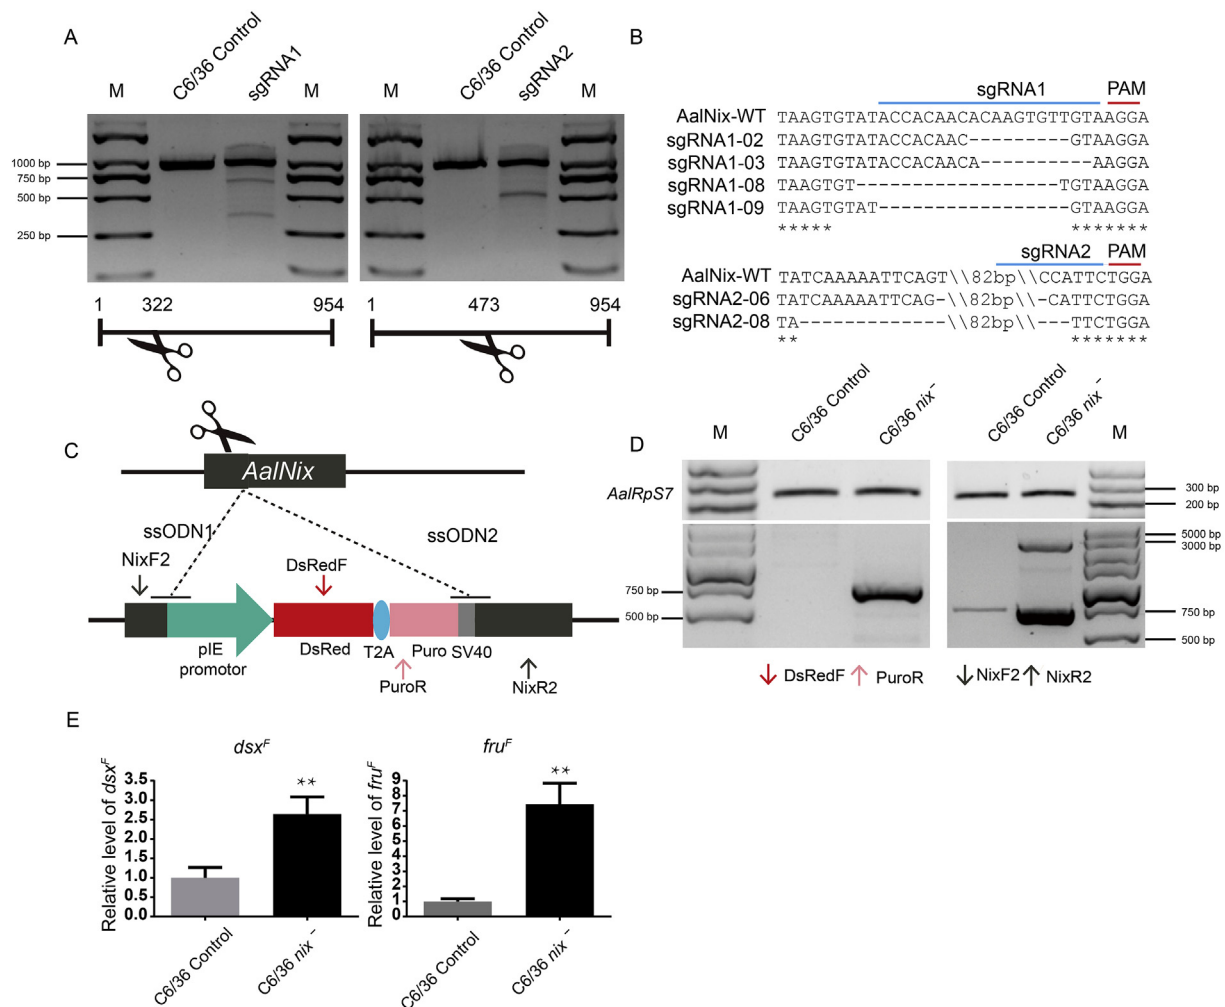 A
M
C6/36 Control
sgRNA1
M
M
C6/36 Control
sgRNA2
M
1000 bp
750 bp
500 bp
250 bp
1
322
954
1
473
954
B
sgRNA1
PAM
AalNix-WT TAAGTGTATACCACAACACAAGTGTTGTAAGGA
sgRNA1-02 TAAGTGTATACCACAAC---------GTAAGGA
sgRNA1-03 TAAGTGTATACCACAACA----------AAGGA
sgRNA1-08 TAAGTGT------------------TGTAAGGA
sgRNA1-09 TAAGTGTAT-----------------GTAAGGA
***** *******
sgRNA2
PAM
AalNix-WT TATCAAAAATTCAGT\\82bp\\CCATTCTGGA
sgRNA2-06 TATCAAAAATTCAG-\\82bp\\-CATTCTGGA
sgRNA2-08 TA-------------\\82bp\\---TTCTGGA
** *******
C
AalNix
ssODN1
ssODN2
NixF2
DsRedF
pIE
promotor
DsRed
T2A
Puro
SV40
PuroR
NixR2
D
M
C6/36 Control
C6/36 nix⁻
C6/36 Control
C6/36 nix⁻
M
AalRpS7
300 bp
200 bp
5000 bp
3000 bp
750 bp
500 bp
750 bp
500 bp
DsRedF
PuroR
NixF2
NixR2
E
dsxF
Relative level of dsxF
3.5
3.0
2.5
2.0
1.5
1.0
0.5
0.0
**
C6/36 Control
C6/36 nix⁻
fruF
Relative level of fruF
9
8
7
6
5
4
3
2
1
0
**
C6/36 Control
C6/36 nix⁻